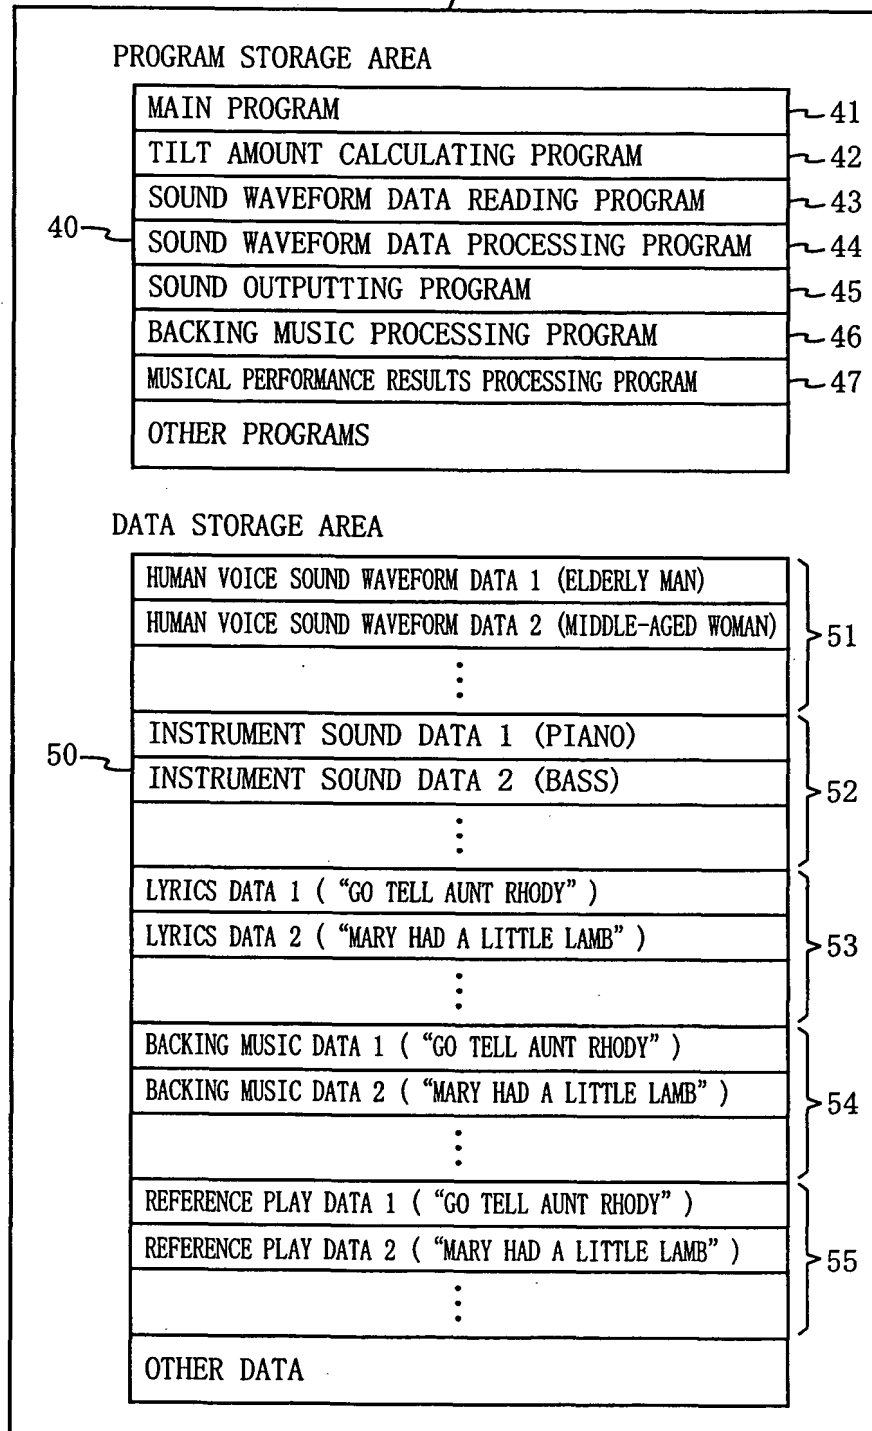 PROGRAM STORAGE AREA
MAIN PROGRAM 41
TILT AMOUNT CALCULATING PROGRAM 42
SOUND WAVEFORM DATA READING PROGRAM 43
40 SOUND WAVEFORM DATA PROCESSING PROGRAM 44
SOUND OUTPUTTING PROGRAM 45
BACKING MUSIC PROCESSING PROGRAM 46
MUSICAL PERFORMANCE RESULTS PROCESSING PROGRAM 47
OTHER PROGRAMS
DATA STORAGE AREA
HUMAN VOICE SOUND WAVEFORM DATA 1 (ELDERLY MAN)
HUMAN VOICE SOUND WAVEFORM DATA 2 (MIDDLE-AGED WOMAN) 51
INSTRUMENT SOUND DATA 1 (PIANO)
50 INSTRUMENT SOUND DATA 2 (BASS) 52
LYRICS DATA 1 ( “GO TELL AUNT RHODY” )
LYRICS DATA 2 ( “MARY HAD A LITTLE LAMB” ) 53
BACKING MUSIC DATA 1 ( “GO TELL AUNT RHODY” )
BACKING MUSIC DATA 2 ( “MARY HAD A LITTLE LAMB” ) 54
REFERENCE PLAY DATA 1 ( “GO TELL AUNT RHODY” )
REFERENCE PLAY DATA 2 ( “MARY HAD A LITTLE LAMB” ) 55
OTHER DATA